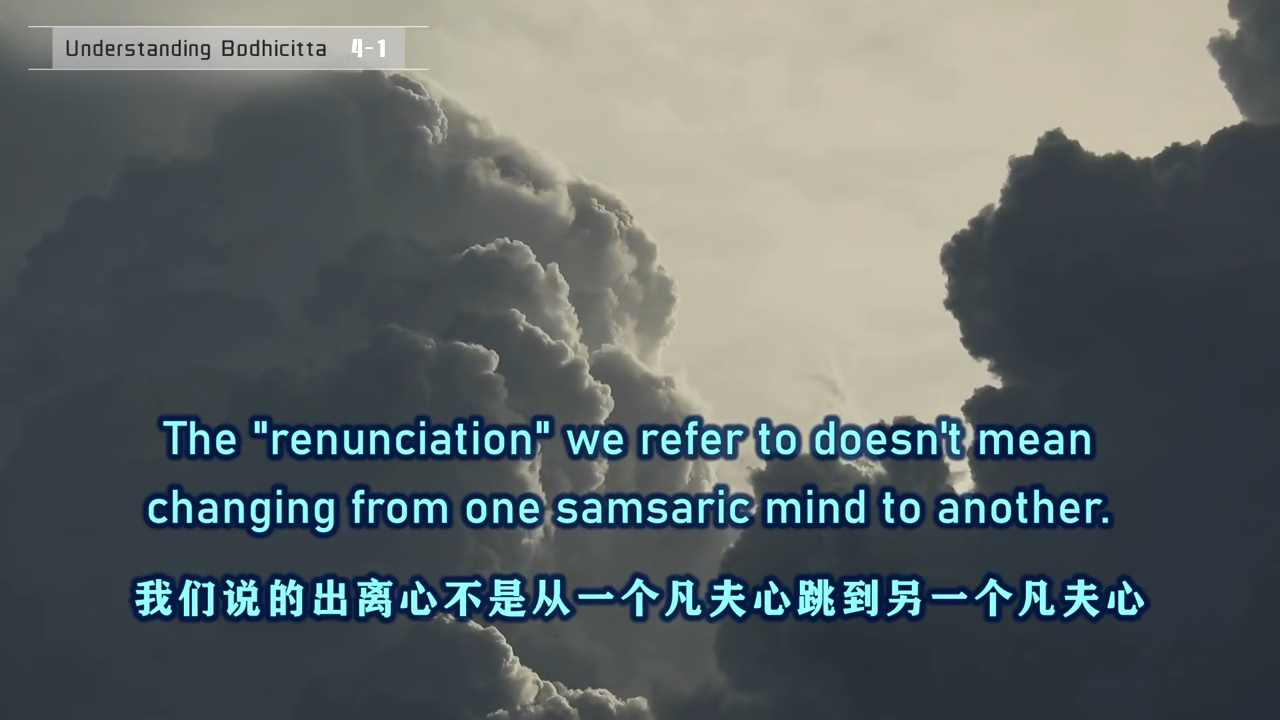 Understanding Bodhicitta 4-1
The "renunciation" we refer to doesn't mean
changing from one samsaric mind to another.
我们说的出离心不是从一个凡夫心跳到另一个凡夫心